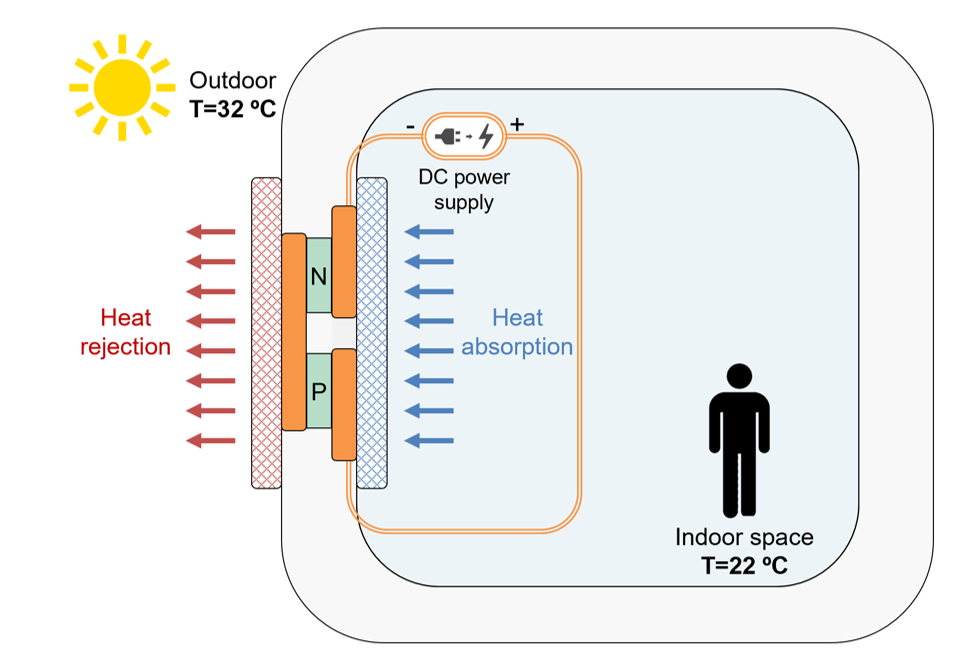 Outdoor
T=32 ºC
- +
DC power
supply
N
Heat
rejection
Heat
absorption
P
Indoor space
T=22 ºC